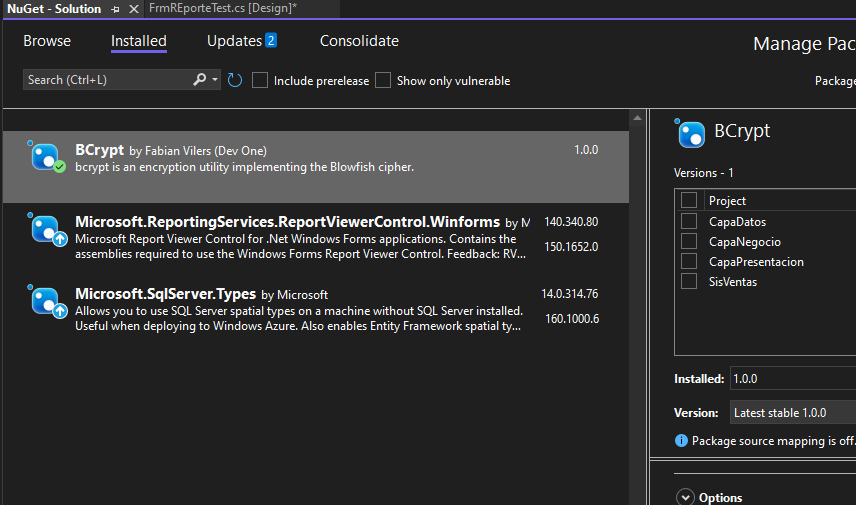 NuGet - Solution
FrmREporteTest.cs [Design]*
Browse
Installed
Updates 2
Consolidate
Manage Pac
Search (Ctrl+L)
Include prerelease
Show only vulnerable
Package
BCrypt by Fabian Vilers (Dev One)
1.0.0
bcrypt is an encryption utility implementing the Blowfish cipher.
Microsoft.ReportingServices.ReportViewerControl.Winforms by M
140.340.80
Microsoft Report Viewer Control for .Net Windows Forms applications. Contains the
150.1652.0
assemblies required to use the Windows Forms Report Viewer Control. Feedback: RV...
Microsoft.SqlServer.Types by Microsoft
14.0.314.76
Allows you to use SQL Server spatial types on a machine without SQL Server installed.
160.1000.6
Useful when deploying to Windows Azure. Also enables Entity Framework spatial ty...
BCrypt
Versions - 1
Project
CapaDatos
CapaNegocio
CapaPresentacion
SisVentas
Installed: 1.0.0
Version: Latest stable 1.0.0
Package source mapping is off.
Options